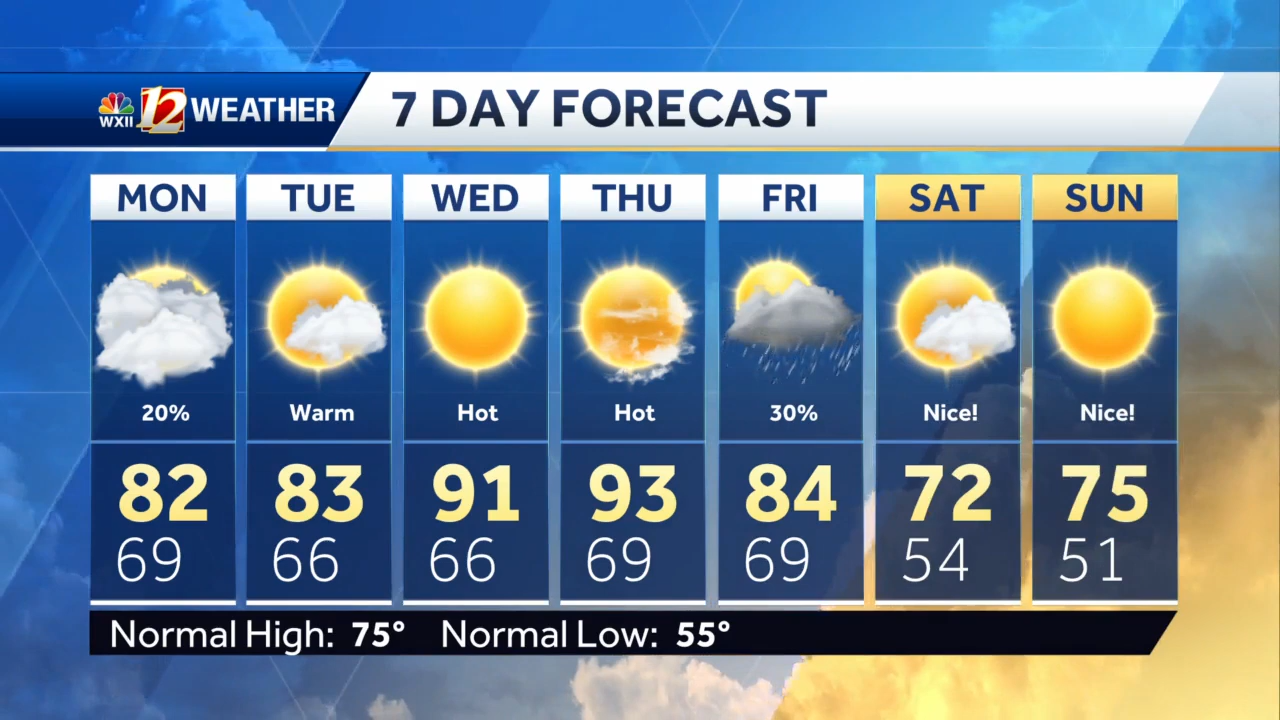 WXII 12 WEATHER
7 DAY FORECAST
MON TUE WED THU FRI SAT SUN
20% Warm Hot Hot 30% Nice! Nice!
82 83 91 93 84 72 75
69 66 66 69 69 54 51
Normal High: 75° Normal Low: 55°